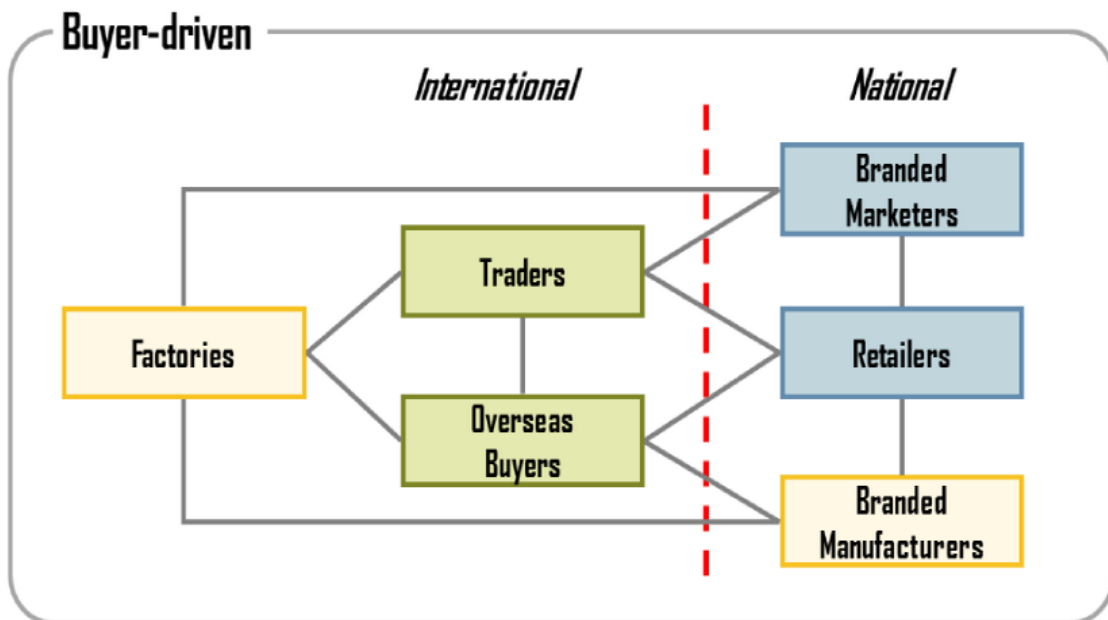 Buyer-driven
International
National
Branded
Marketers
Traders
Factories
Retailers
Overseas
Buyers
Branded
Manufacturers